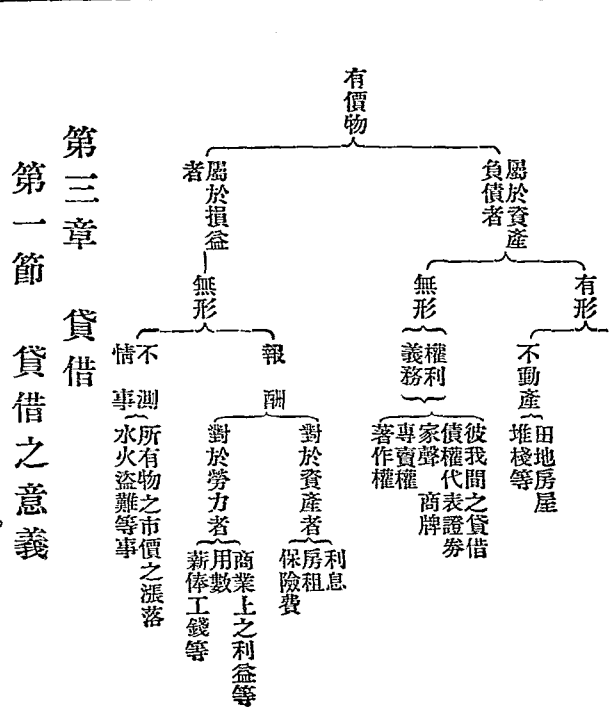 有價物
屬於資產
負債者
有形
不動產
田地房屋
堆棧等
無形
權利
義務
彼我間之貸借
債權代表證券
家聲 商牌
專賣權
著作權
屬於損益
者
無形
報酬
對於資產者
利息
房租
保險費
對於勞力者
商業上之利益等
用數
薪俸工錢等
不測
情事
所有物之市價之漲落
水火盜難等事
第三章 貸借
第一節 貸借之意義